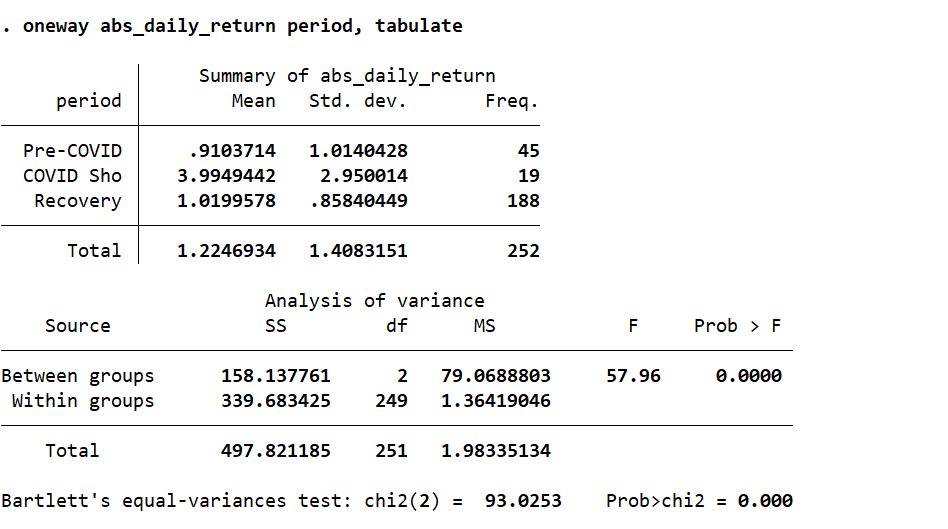 . oneway abs_daily_return period, tabulate
Summary of abs_daily_return
period Mean Std. dev. Freq.
Pre-COVID .9103714 1.0140428 45
COVID Sho 3.9949442 2.950014 19
Recovery 1.0199578 .85840449 188
Total 1.2246934 1.4083151 252
Analysis of variance
Source SS df MS F Prob > F
Between groups 158.137761 2 79.0688803 57.96 0.0000
Within groups 339.683425 249 1.36419046
Total 497.821185 251 1.98335134
Bartlett's equal-variances test: chi2(2) = 93.0253 Prob>chi2 = 0.000